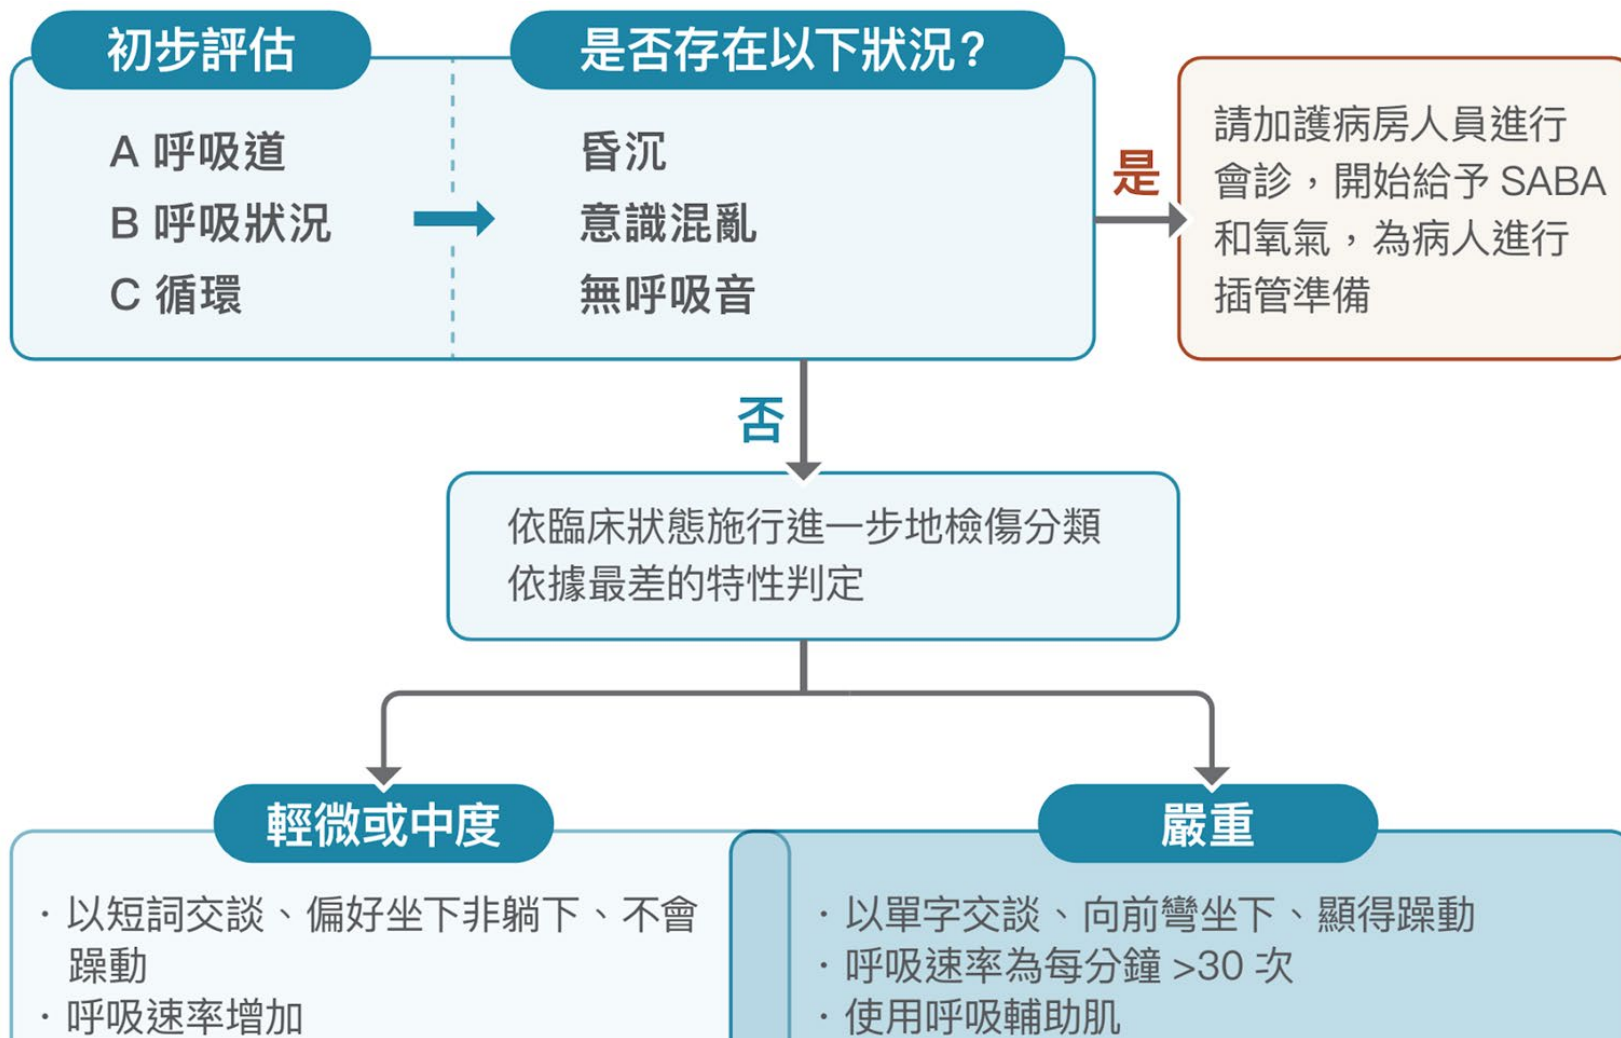 初步評估
A 呼吸道
B 呼吸狀況
C 循環
是否存在以下狀況？
昏沉
意識混亂
無呼吸音
是
請加護病房人員進行
會診，開始給予 SABA
和氧氣，為病人進行
插管準備
否
依臨床狀態施行進一步地檢傷分類
依據最差的特性判定
輕微或中度
・以短詞交談、偏好坐下非躺下、不會
躁動
・呼吸速率增加
嚴重
・以單字交談、向前彎坐下、顯得躁動
・呼吸速率為每分鐘 >30 次
・使用呼吸輔助肌